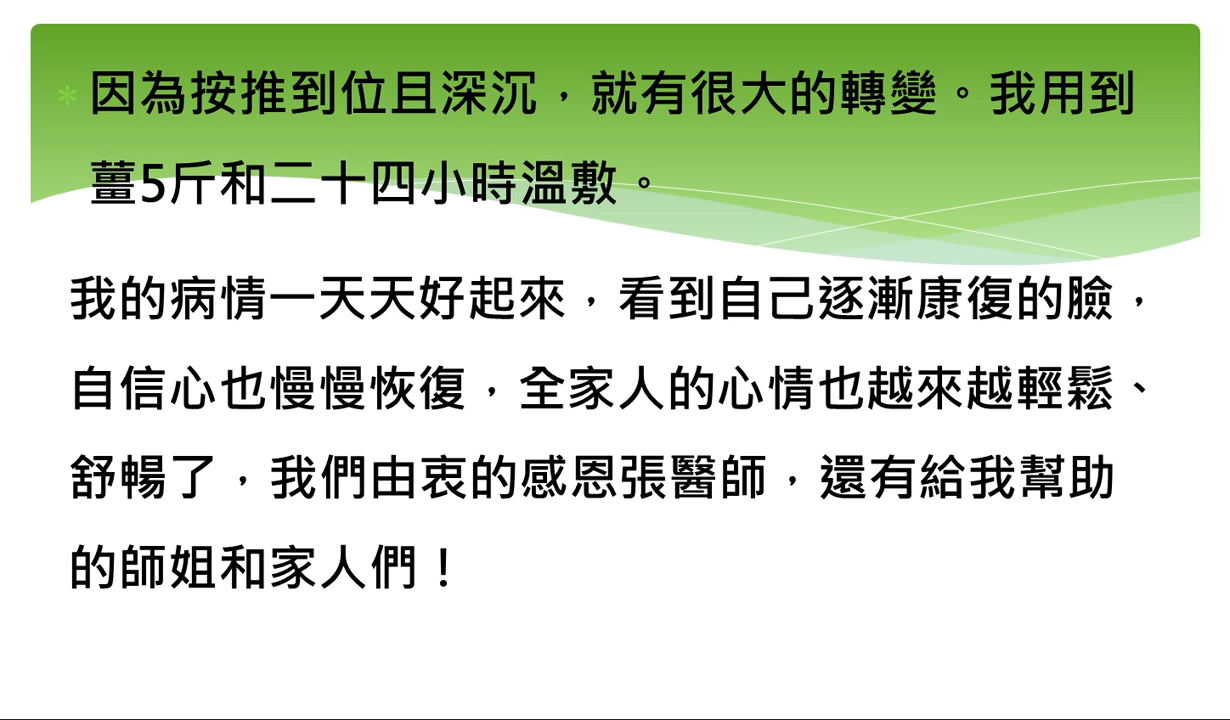 因為按推到位且深沉，就有很大的轉變。我用到
薑5斤和二十四小時溫敷。
我的病情一天天好起來，看到自己逐漸康復的臉，
自信心也慢慢恢復，全家人的心情也越來越輕鬆、
舒暢了，我們由衷的感恩張醫師，還有給我幫助
的師姐和家人們！